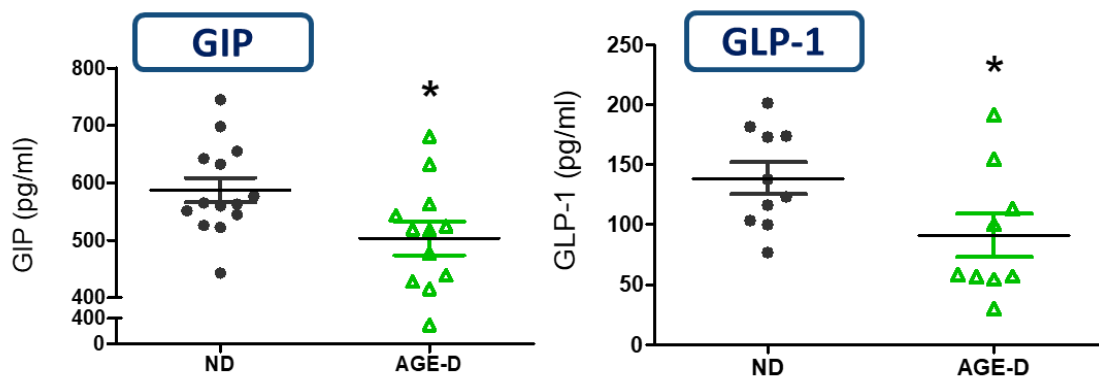 GIP
GIP (pg/ml)
800
700
600
500
400
400
0
*
ND
AGE-D
GLP-1
GLP-1 (pg/ml)
250
200
150
100
50
0
*
ND
AGE-D